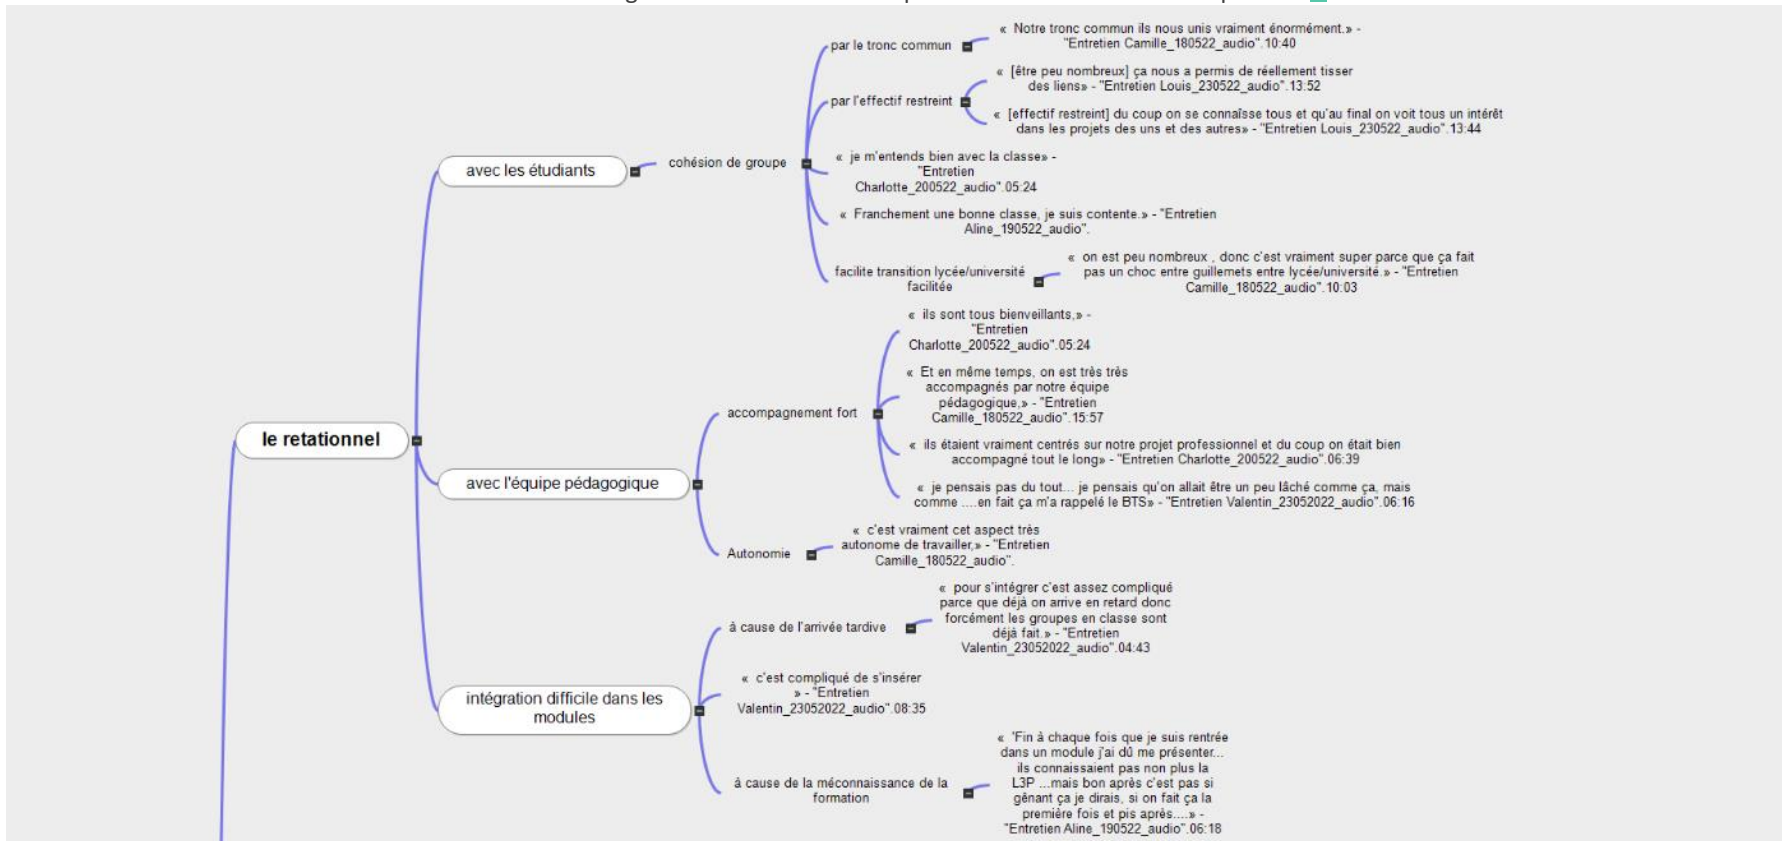 par le tronc commun
« Notre tronc commun ils nous unis vraiment énormément.» -
"Entretien Camille_180522_audio".10:40
par l'effectif restreint
« [être peu nombreux] ça nous a permis de réellement tisser
des liens» - "Entretien Louis_230522_audio".13:52
« [effectif restreint] du coup on se connaîsse tous et qu'au final on voit tous un intérêt
dans les projets des uns et des autres» - "Entretien Louis_230522_audio".13:44
avec les étudiants
cohésion de groupe
« je m'entends bien avec la classe» -
"Entretien
Charlotte_200522_audio".05:24
« Franchement une bonne classe, je suis contente.» - "Entretien
Aline_190522_audio".
facilite transition lycée/université
facilitée
« on est peu nombreux , donc c'est vraiment super parce que ça fait
pas un choc entre guillemets entre lycée/université.» - "Entretien
Camille_180522_audio".10:03
le retationnel
avec l'équipe pédagogique
accompagnement fort
« ils sont tous bienveillants,» -
"Entretien
Charlotte_200522_audio".05:24
« Et en même temps, on est très très
accompagnés par notre équipe
pédagogique,» - "Entretien
Camille_180522_audio".15:57
« ils étaient vraiment centrés sur notre projet professionnel et du coup on était bien
accompagné tout le long» - "Entretien Charlotte_200522_audio".06:39
« je pensais pas du tout... je pensais qu'on allait être un peu lâché comme ça, mais
comme ....en fait ça m'a rappelé le BTS» - "Entretien Valentin_23052022_audio".06:16
Autonomie
« c'est vraiment cet aspect très
autonome de travailler,» - "Entretien
Camille_180522_audio".
intégration difficile dans les
modules
à cause de l'arrivée tardive
« pour s'intégrer c'est assez compliqué
parce que déjà on arrive en retard donc
forcément les groupes en classe sont
déjà fait.» - "Entretien
Valentin_23052022_audio".04:43
« c'est compliqué de s'insérer
» - "Entretien
Valentin_23052022_audio".08:35
à cause de la méconnaissance de la
formation
« 'Fin à chaque fois que je suis rentrée
dans un module j'ai dû me présenter...
ils connaissaient pas non plus la
L3P ...mais bon après c'est pas si
gênant ça je dirais, si on fait ça la
première fois et pis après....» -
"Entretien Aline_190522_audio".06:18